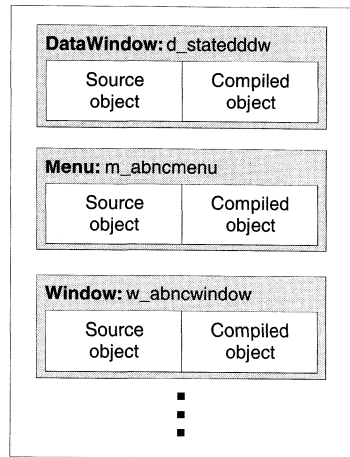 DataWindow: d_statedddw
Source object
Compiled object
Menu: m_abncmenu
Source object
Compiled object
Window: w_abncwindow
Source object
Compiled object